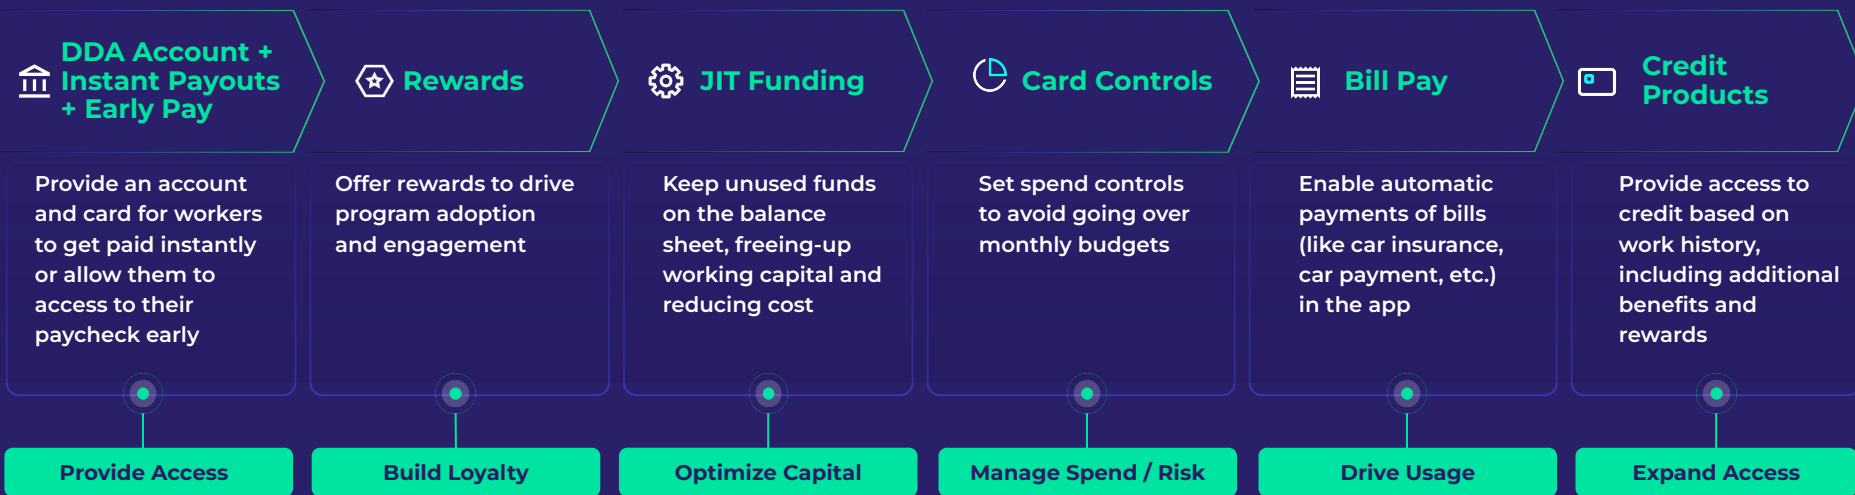 DDA Account +
Instant Payouts
+ Early Pay
Provide an account
and card for workers
to get paid instantly
or allow them to
access to their
paycheck early
Provide Access
Rewards
Offer rewards to drive
program adoption
and engagement
Build Loyalty
JIT Funding
Keep unused funds
on the balance
sheet, freeing-up
working capital and
reducing cost
Optimize Capital
Card Controls
Set spend controls
to avoid going over
monthly budgets
Manage Spend / Risk
Bill Pay
Enable automatic
payments of bills
(like car insurance,
car payment, etc.)
in the app
Drive Usage
Credit
Products
Provide access to
credit based on
work history,
including additional
benefits and
rewards
Expand Access